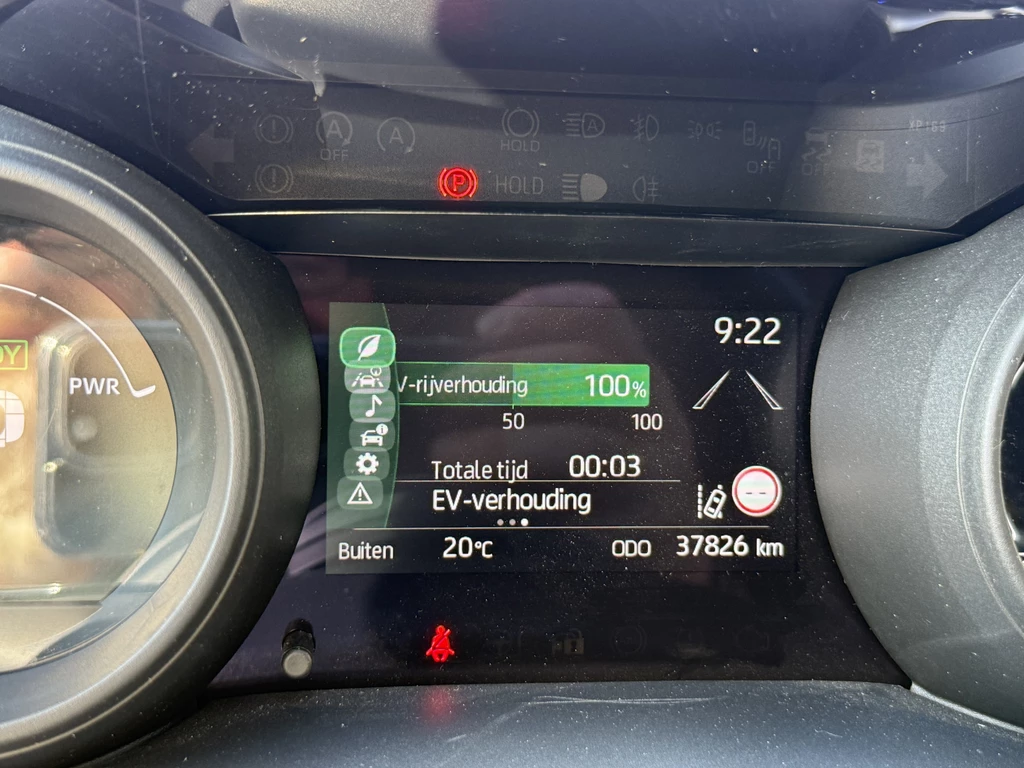 OFF
HOLD
OFF
OFF
P
HOLD
PWR
9:22
V-rijverhouding 100%
50 100
Totale tijd 00:03
EV-verhouding
--
Buiten 20°C ODO 37826 km